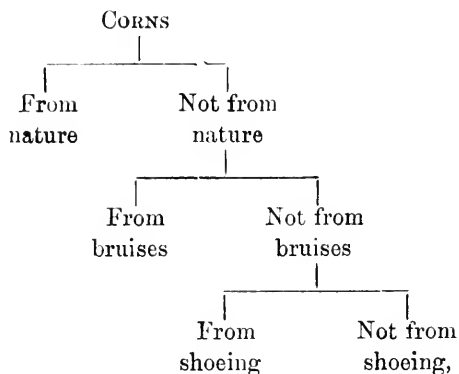 CORNS
From Not from
nature nature
From Not from
bruises bruises
From Not from
shoeing shoeing,